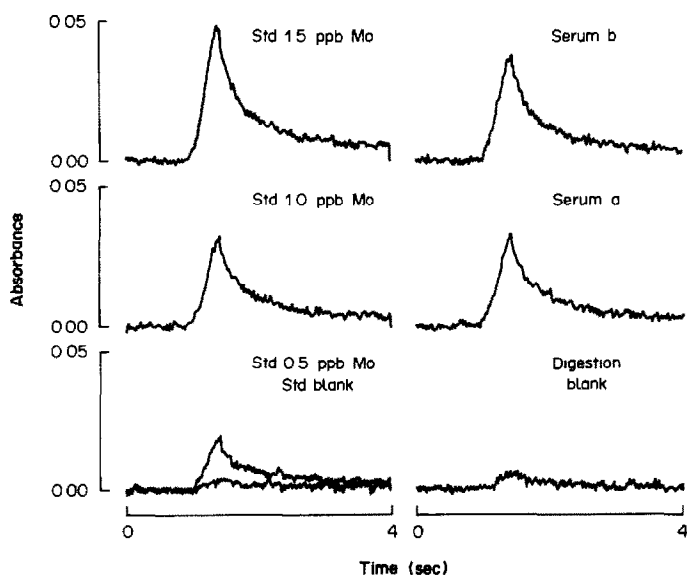 0.05
Std 1.5 ppb Mo
Serum b
0.00
0.05
Std 1.0 ppb Mo
Serum a
Absorbance
0.00
0.05
Std 0.5 ppb Mo
Std blank
Digestion
blank
0.00
0
4
0
4
Time (sec)